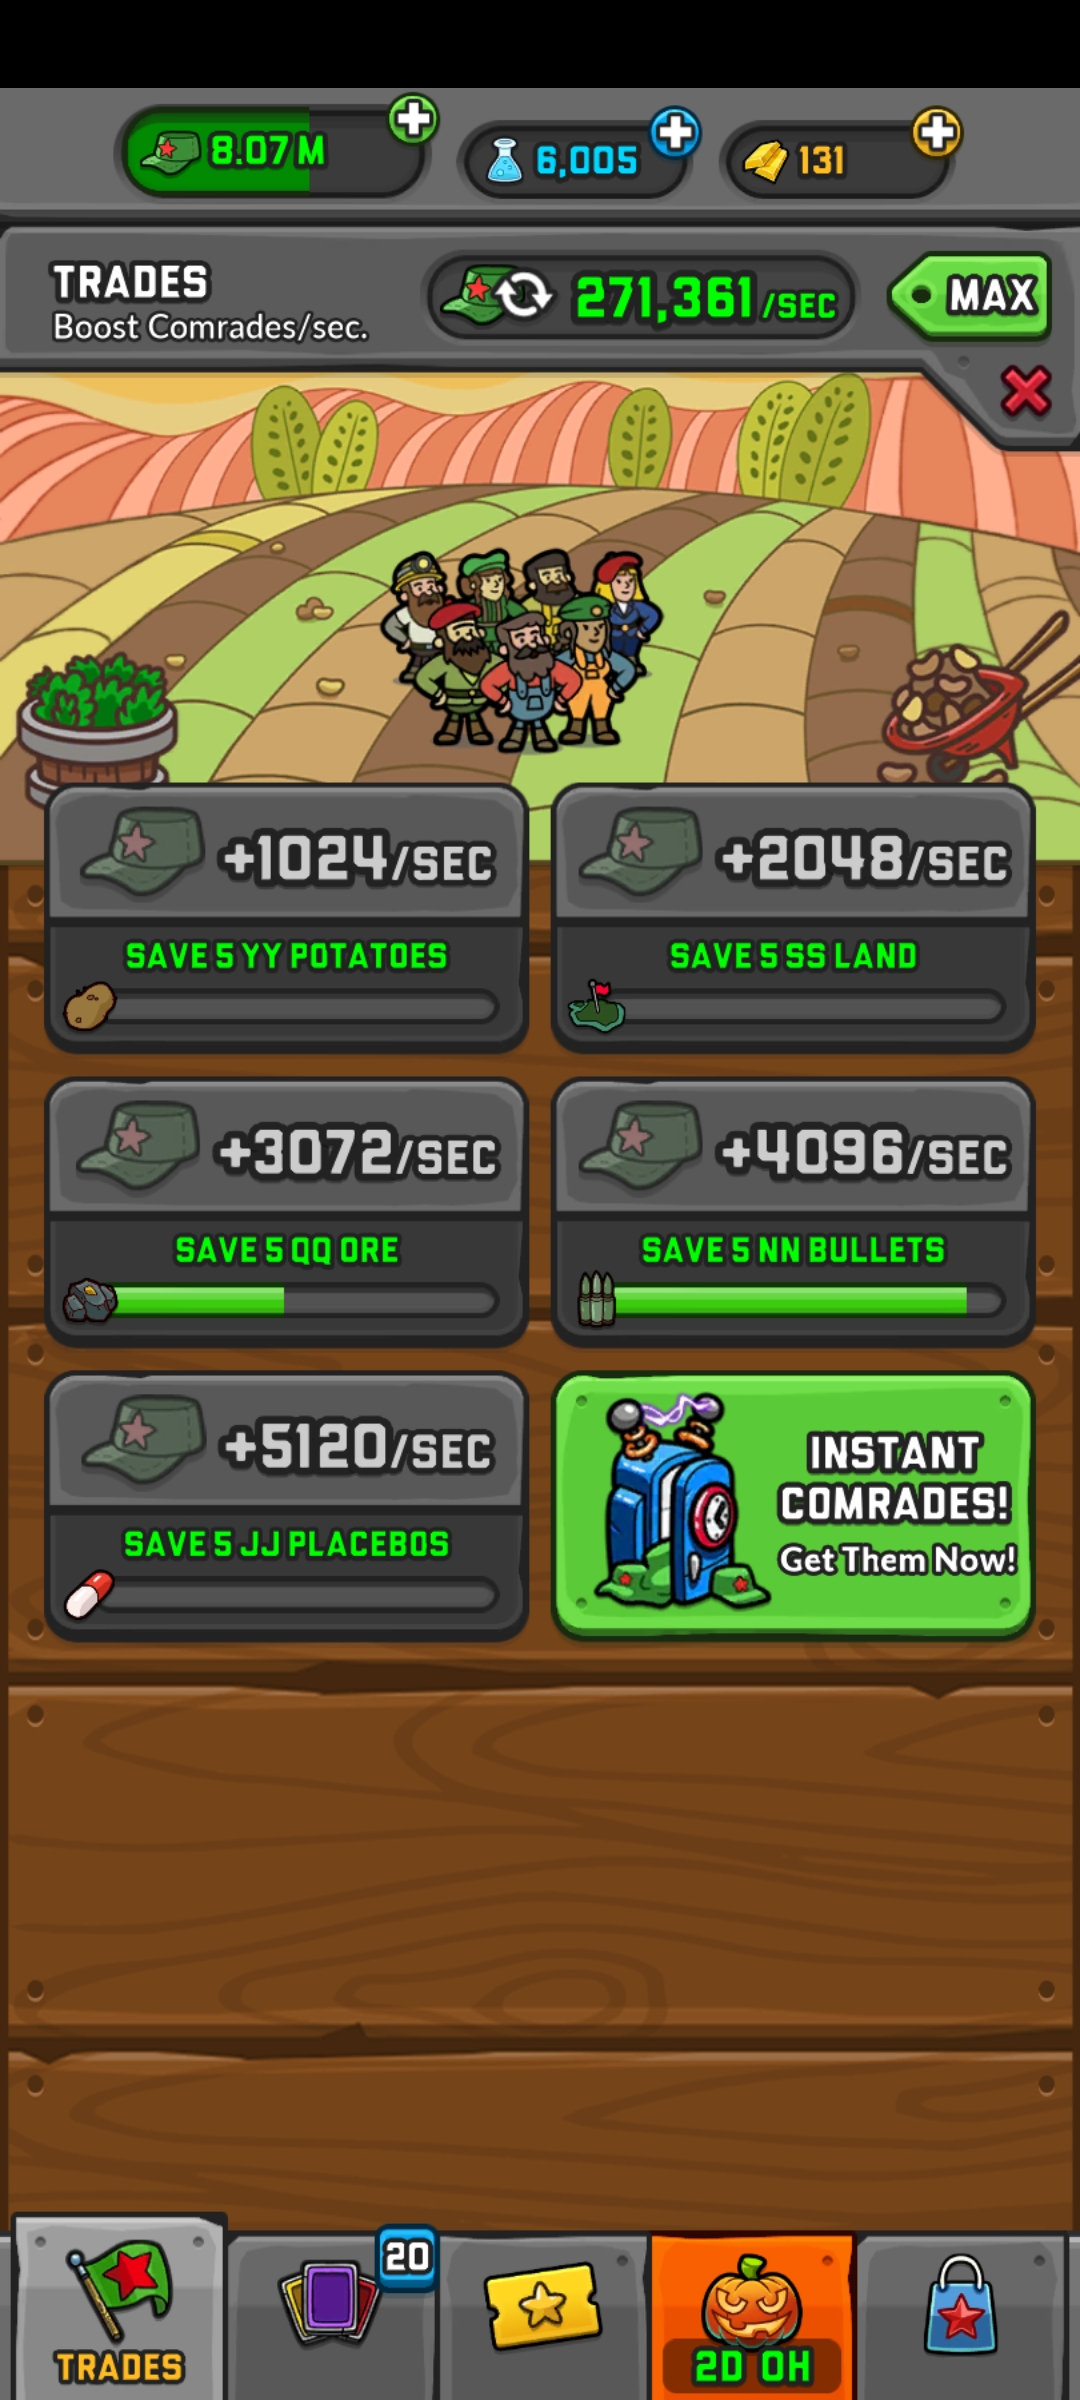 8.07 M
6,005
131
TRADES
Boost Comrades/sec.
271,361/SEC
MAX
+1024/SEC
SAVE 5 YY POTATOES
+2048/SEC
SAVE 5 SS LAND
+3072/SEC
SAVE 5 QQ ORE
+4096/SEC
SAVE 5 NN BULLETS
+5120/SEC
SAVE 5 JJ PLACEBOS
INSTANT
COMRADES!
Get Them Now!
TRADES
20
2D 0H